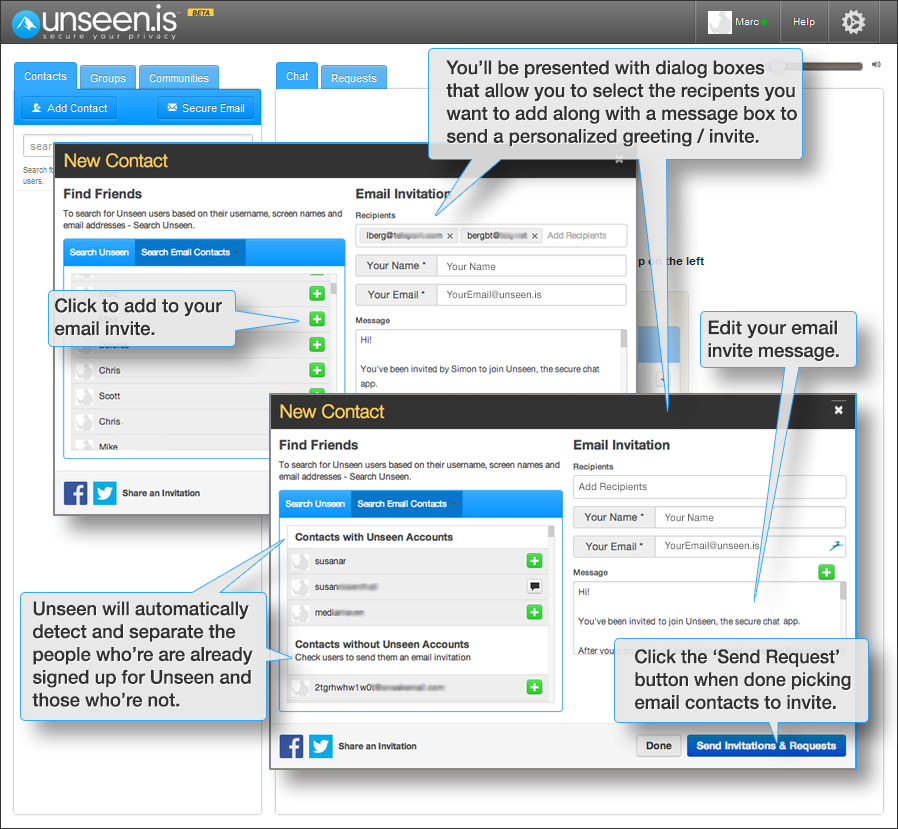 unseen.is BETA
secure your privacy
Marc
Help
Contacts
Groups
Communities
Chat
Requests
Add Contact
Secure Email
You'll be presented with dialog boxes
that allow you to select the recipents you
want to add along with a message box to
send a personalized greeting / invite.
sear
Search f
users.
p on the left
New Contact
Find Friends
To search for Unseen users based on their username, screen names and
email addresses - Search Unseen.
Search Unseen
Search Email Contacts
Click to add to your
email invite.
Chris
Scott
Chris
Mike
Share an Invitation
Email Invitation
Recipients
lberg@
bergbt@
Add Recipients
Your Name *
Your Name
Your Email *
YourEmail@unseen.is
Message
Hi!
You've been invited by Simon to join Unseen, the secure chat
app.
Edit your email
invite message.
New Contact
Find Friends
To search for Unseen users based on their username, screen names and
email addresses - Search Unseen.
Search Unseen
Search Email Contacts
Contacts with Unseen Accounts
susanar
susan
media
Contacts without Unseen Accounts
Check users to send them an email invitation
2tgrhwhw1w0t
Share an Invitation
Email Invitation
Recipients
Add Recipients
Your Name *
Your Name
Your Email *
YourEmail@unseen.is
Message
Hi!
You've been invited to join Unseen, the secure chat app.
After you
Unseen will automatically
detect and separate the
people who're are already
signed up for Unseen and
those who're not.
Click the 'Send Request'
button when done picking
email contacts to invite.
Done
Send Invitations & Requests